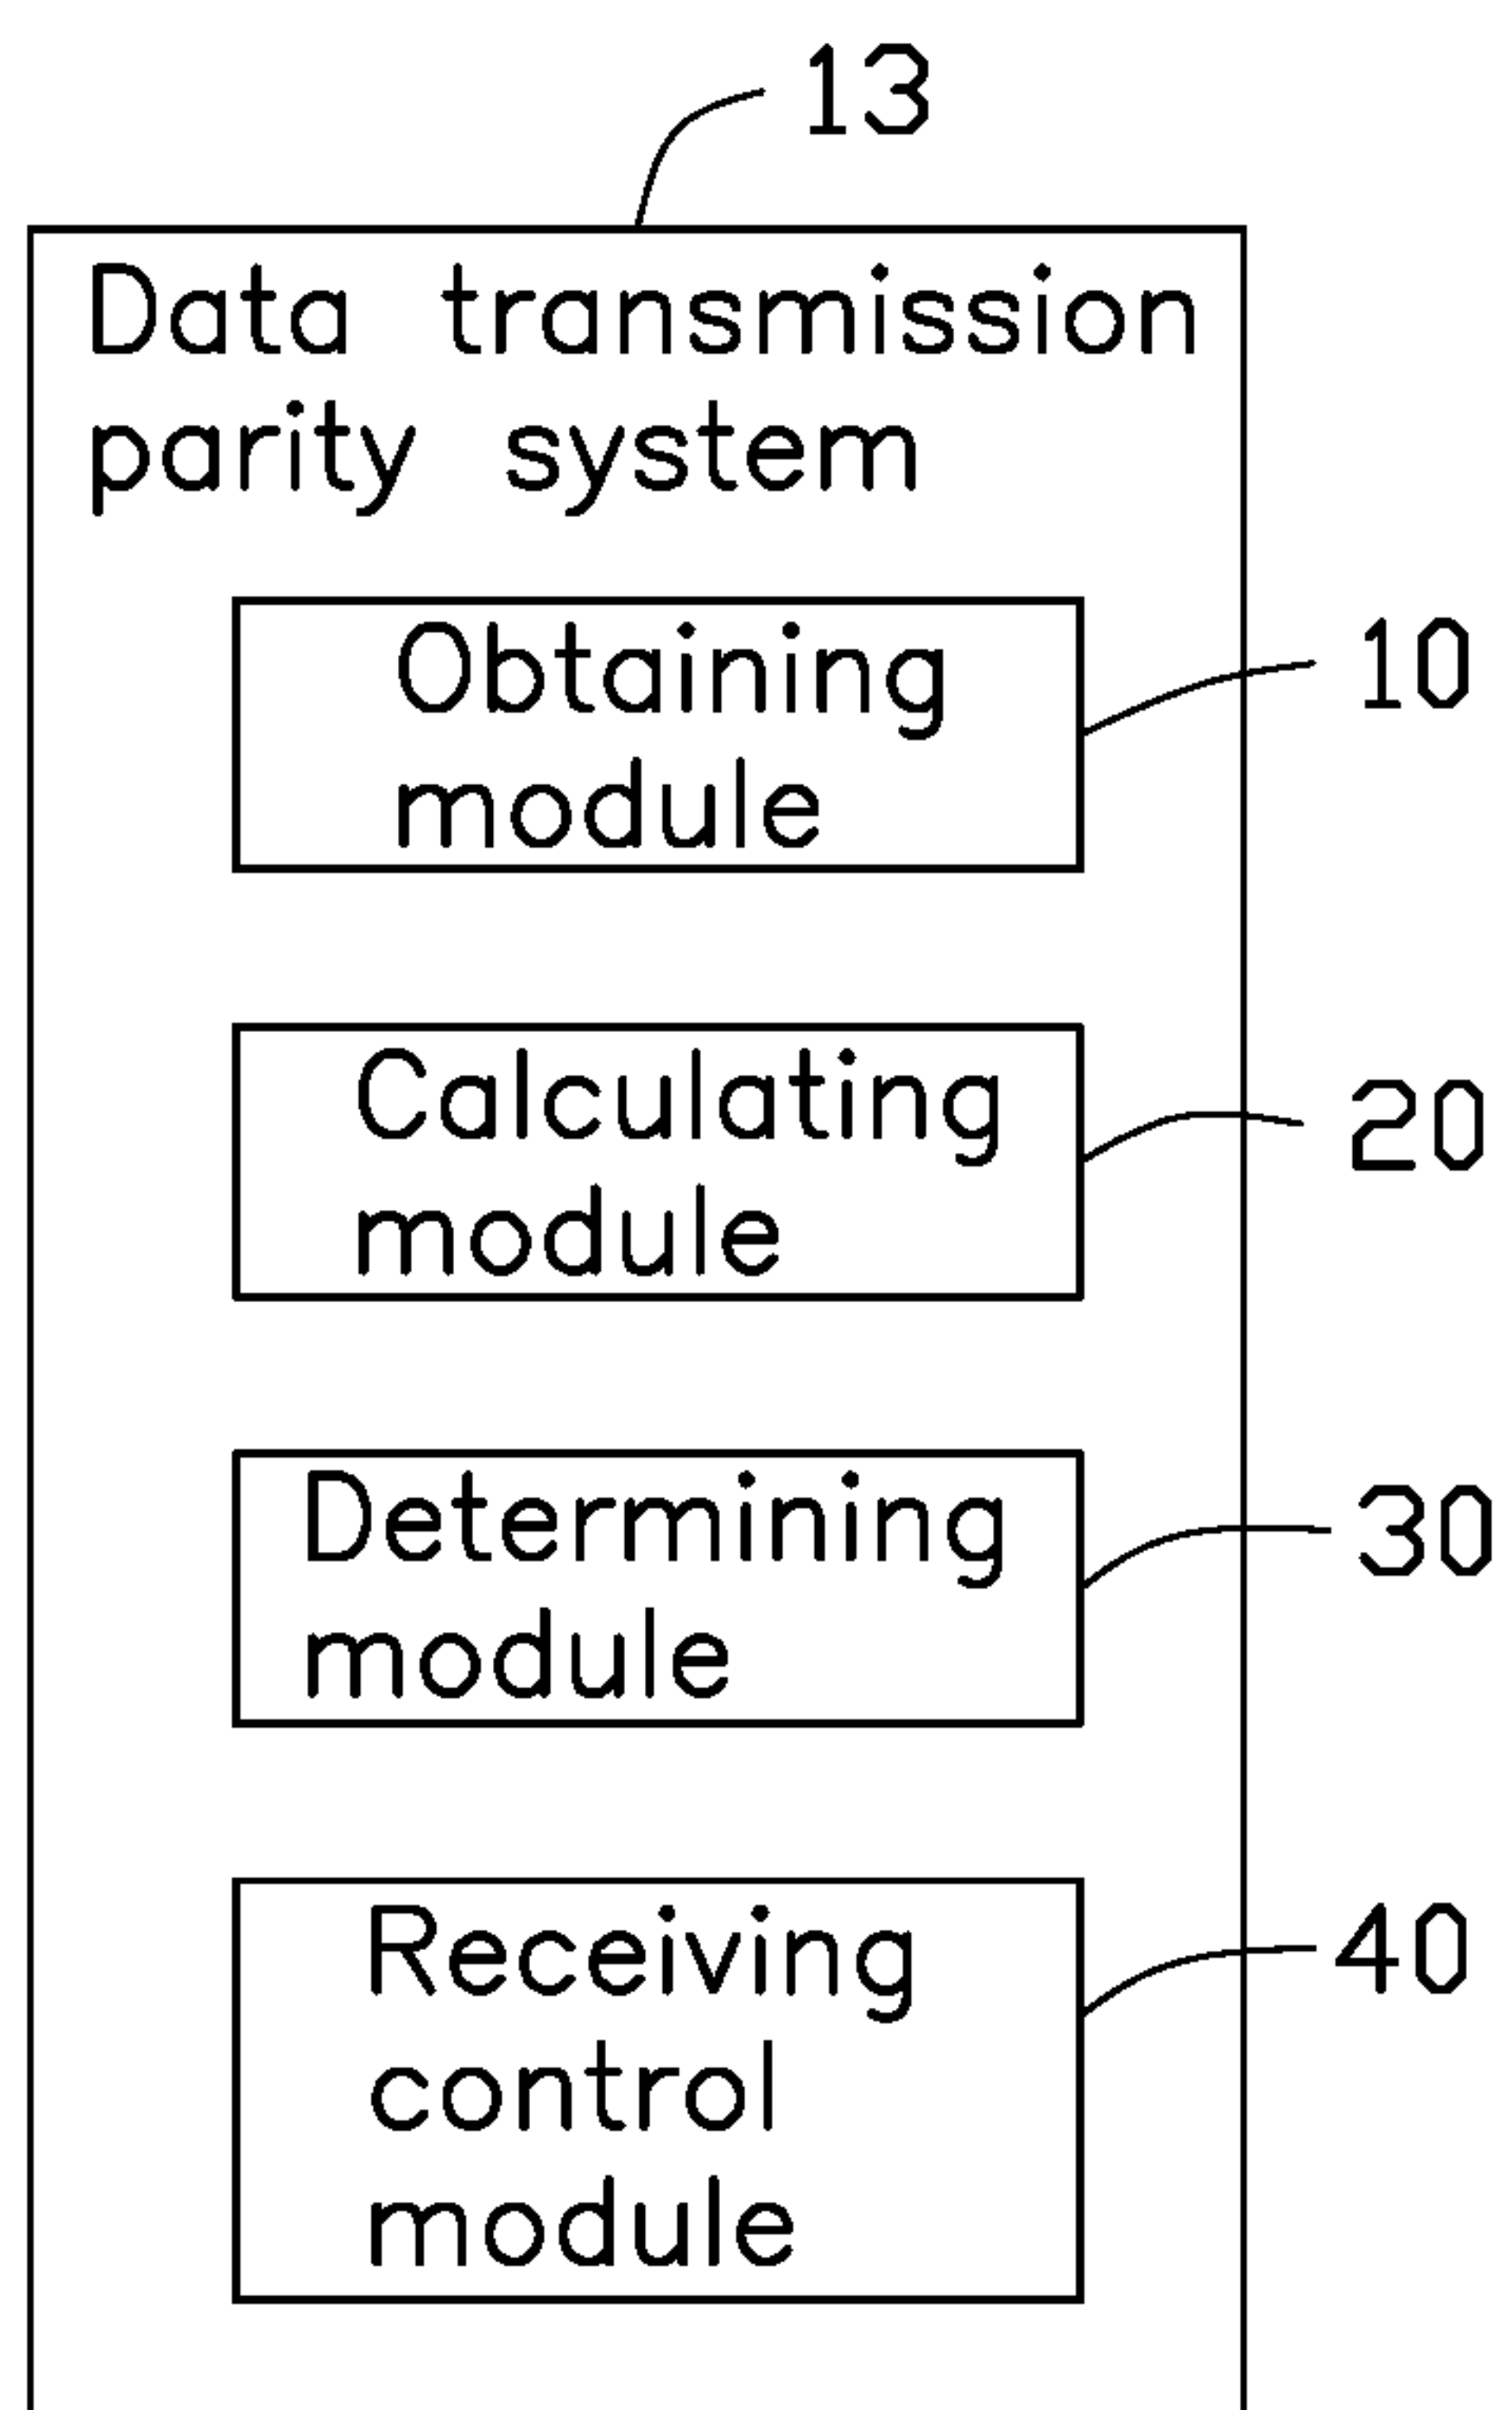 13
Data transmission
parity system
Obtaining
module
10
Calculating
module
20
Determining
module
30
Receiving
control
module
40